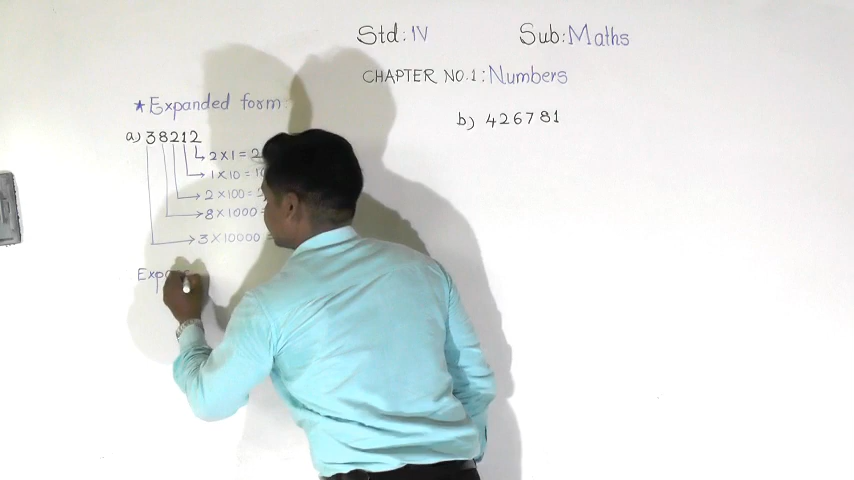 Std: IV Sub: Maths
CHAPTER NO.1: Numbers
★ Expanded form
a) 38212
2 X 1 =
1 X 10 =
2 X 100 =
8 X 1000 =
3 X 10000 =
b) 426781